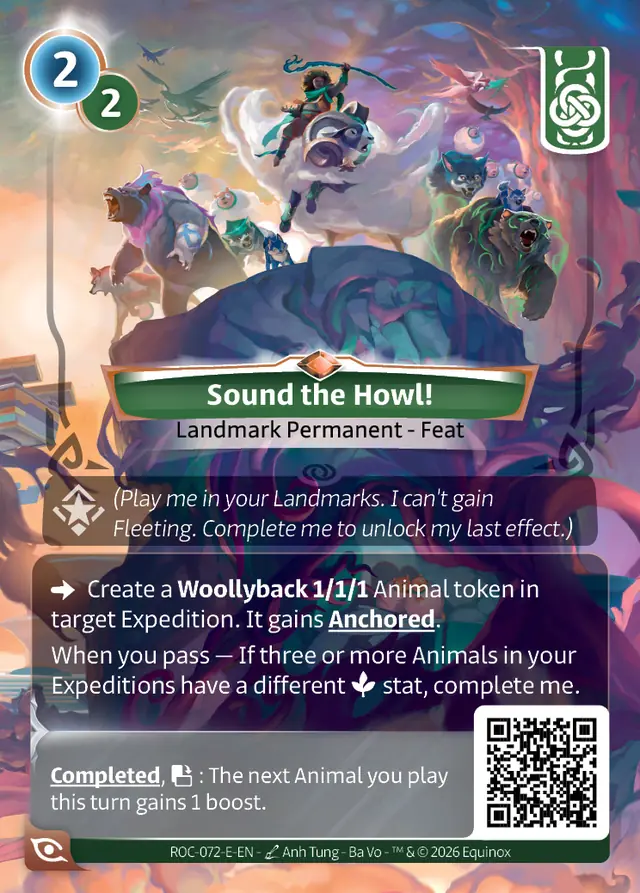 2
2
Sound the Howl!
Landmark Permanent - Feat
(Play me in your Landmarks. I can't gain
Fleeting. Complete me to unlock my last effect.)
Create a Woollyback 1/1/1 Animal token in
target Expedition. It gains Anchored.
When you pass — If three or more Animals in your
Expeditions have a different stat, complete me.
Completed, : The next Animal you play
this turn gains 1 boost.
ROC-072-E-EN - Anh Tung - Ba Vo - ™ & © 2026 Equinox